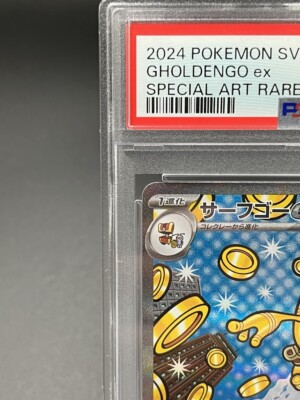 2024 POKEMON SV
GHOLDENGO ex
SPECIAL ART RARE
1進化
サーフゴー
コレクレーから進化